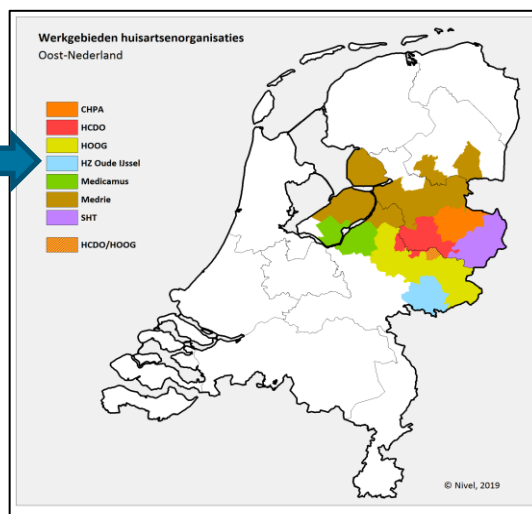 Werkgebieden huisartsenorganisaties
Oost-Nederland
CHPA
HCDO
HOOG
HZ Oude IJssel
Medicamus
Medrie
SHT
HCDO/HOOG
© Nivel, 2019